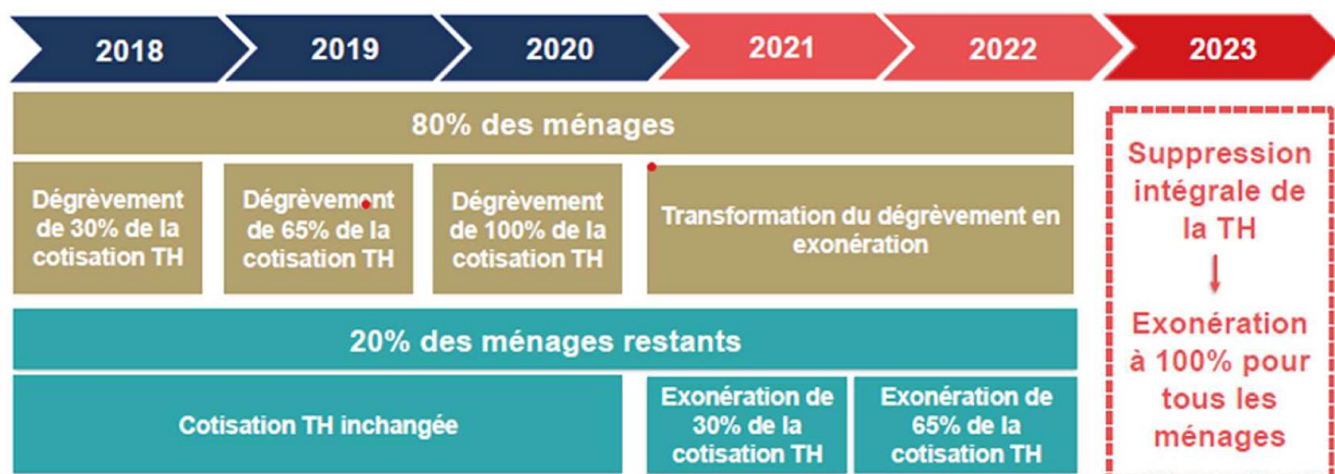 2018
2019
2020
2021
2022
2023
80% des ménages
Dégrèvement
de 30% de la
cotisation TH
Dégrèvement
de 65% de la
cotisation TH
Dégrèvement
de 100% de la
cotisation TH
Transformation du dégrèvement en
exonération
20% des ménages restants
Cotisation TH inchangée
Exonération de
30% de la
cotisation TH
Exonération de
65% de la
cotisation TH
Suppression
intégrale de
la TH
Exonération
à 100% pour
tous les
ménages